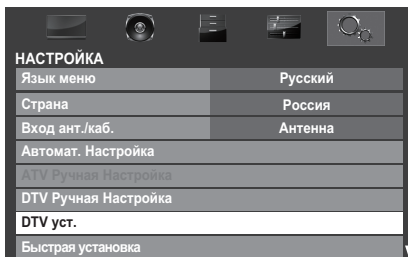 НАСТРОЙКА
Язык меню Русский
Страна Россия
Вход ант./каб. Антенна
Автомат. Настройка
ATV Ручная Настройка
DTV Ручная Настройка
DTV уст.
Быстрая установка